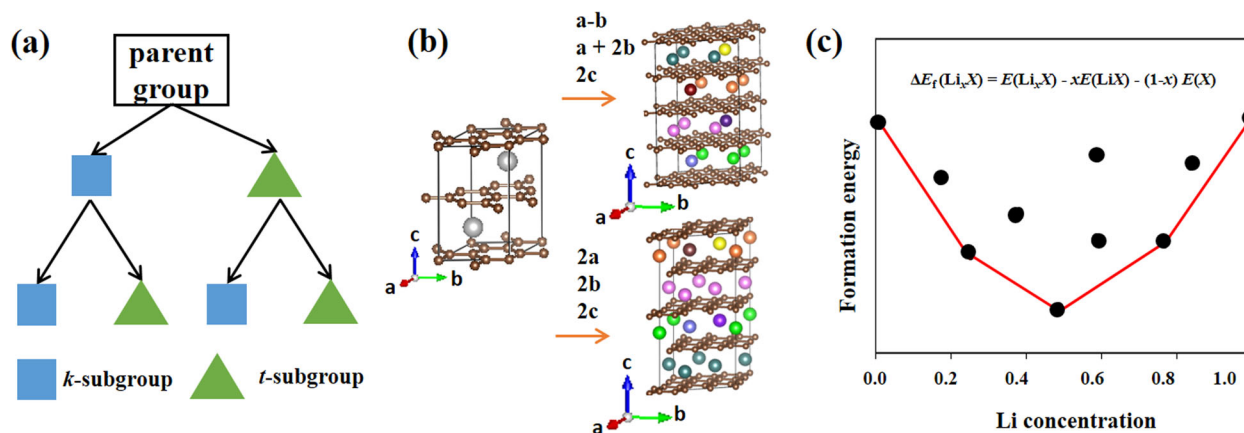 (a)
parent
group
k-subgroup
t-subgroup
(b)
c
a
b
a-b
a + 2b
2c
c
a
b
2a
2b
2c
c
a
b
(c)
ΔEf (LixX) = E(LixX) - xE(LiX) - (1-x) E(X)
Formation energy
0.0 0.2 0.4 0.6 0.8 1.0
Li concentration